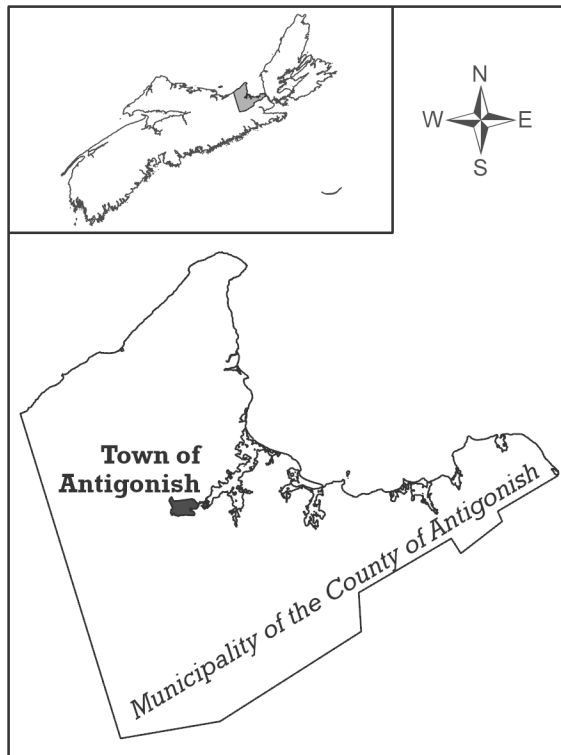 N
W E
S
Town of
Antigonish
Municipality of the County of Antigonish